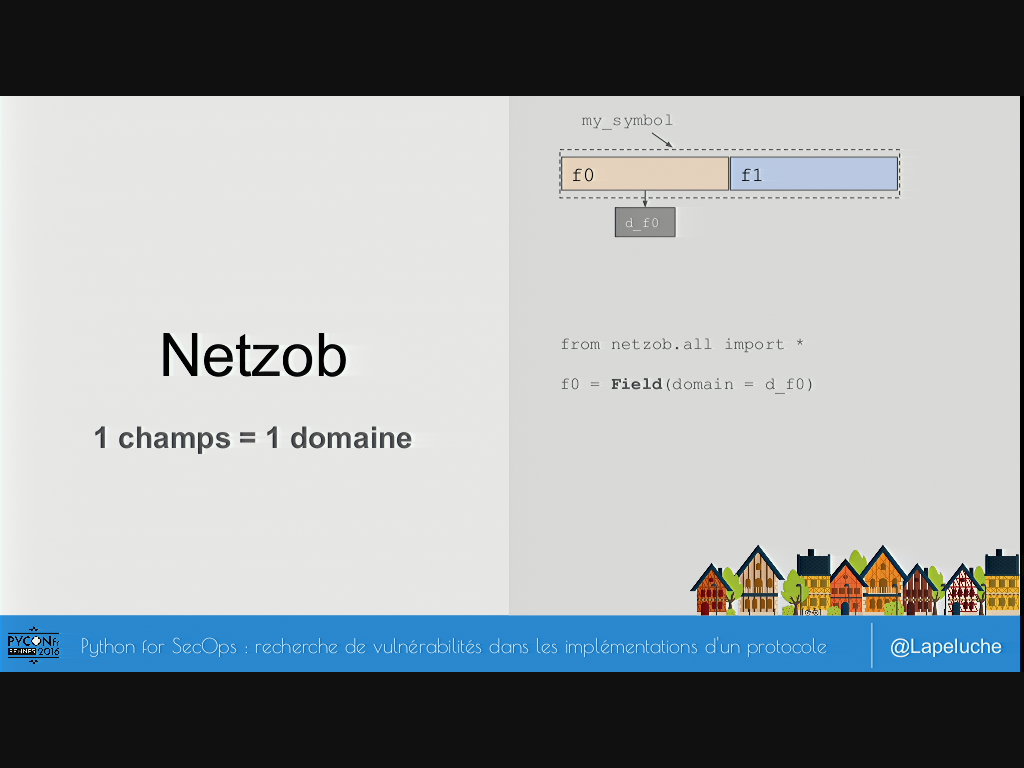 my_symbol
f0 f1
d_f0
Netzob
1 champs = 1 domaine
from netzob.all import *
f0 = Field(domain = d_f0)
PYCON.fr
RENNES 2016
Python for SecOps : recherche de vulnérabilités dans les implémentations d'un protocole
@Lapeluche